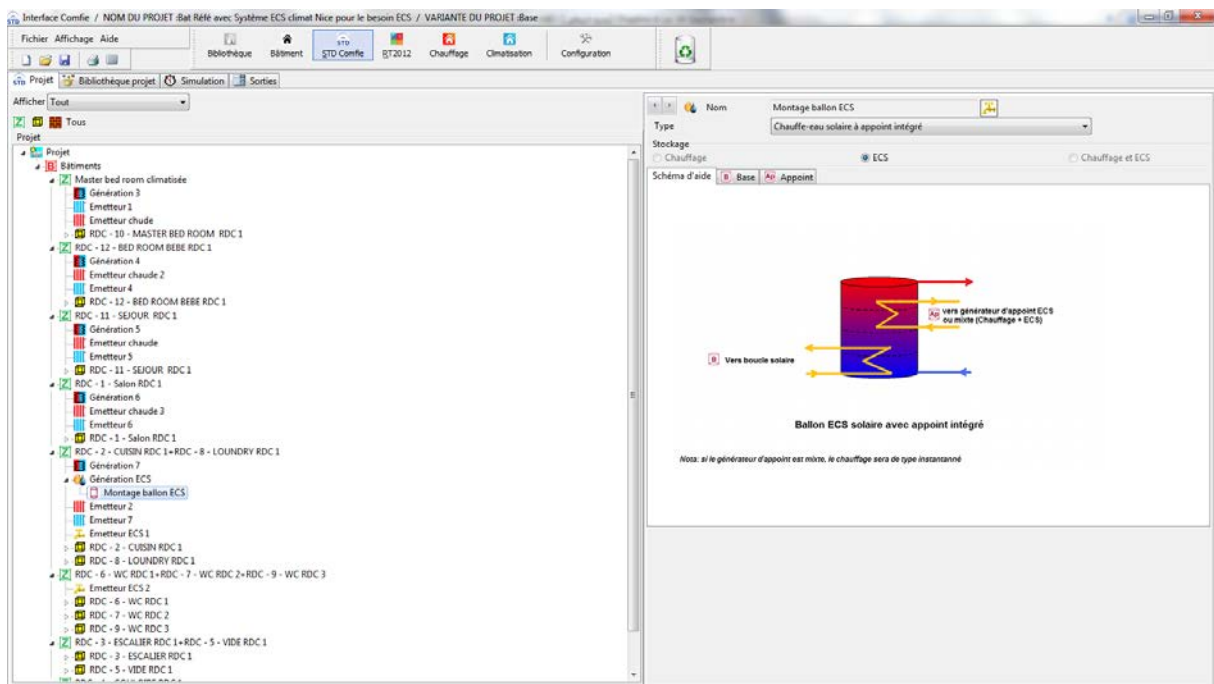 Interface Comfie / NOM DU PROJET :Bat Réfé avec Système ECS climat Nice pour le besoin ECS / VARIANTE DU PROJET :Base
Fichier Affichage Aide
STD
Bibliothèque Bâtiment STD Comfie RT2012 Chauffage Climatisation Configuration
Projet Bibliothèque projet Simulation Sorties
Afficher Tout
Tous
Projet
Projet
Bâtiments
Master bed room climatisée
Génération 3
Emetteur 1
Emetteur chude
RDC - 10 - MASTER BED ROOM RDC 1
RDC - 12 - BED ROOM BEBE RDC 1
Génération 4
Emetteur chaude 2
Emetteur 4
RDC - 12 - BED ROOM BEBE RDC 1
RDC - 11 - SEJOUR RDC 1
Génération 5
Emetteur chaude
Emetteur 5
RDC - 11 - SEJOUR RDC 1
RDC - 1 - Salon RDC 1
Génération 6
Emetteur chaude 3
Emetteur 6
RDC - 1 - Salon RDC 1
RDC - 2 - CUISIN RDC 1+RDC - 8 - LOUNDRY RDC 1
Génération 7
Génération ECS
Montage ballon ECS
Emetteur 2
Emetteur 7
Emetteur ECS 1
RDC - 2 - CUISIN RDC 1
RDC - 8 - LOUNDRY RDC 1
RDC - 6 - WC RDC 1+RDC - 7 - WC RDC 2+RDC - 9 - WC RDC 3
Emetteur ECS 2
RDC - 6 - WC RDC 1
RDC - 7 - WC RDC 2
RDC - 9 - WC RDC 3
RDC - 3 - ESCALIER RDC 1+RDC - 5 - VIDE RDC 1
RDC - 3 - ESCALIER RDC 1
RDC - 5 - VIDE RDC 1
Nom Montage ballon ECS
Type Chauffe-eau solaire à appoint intégré
Stockage
Chauffage ECS Chauffage et ECS
Schéma d'aide B Base Ap Appoint
Ap vers générateur d'appoint ECS
ou mixte (Chauffage + ECS)
B Vers boucle solaire
Ballon ECS solaire avec appoint intégré
Nota: si le générateur d'appoint est mixte, le chauffage sera de type instantanné